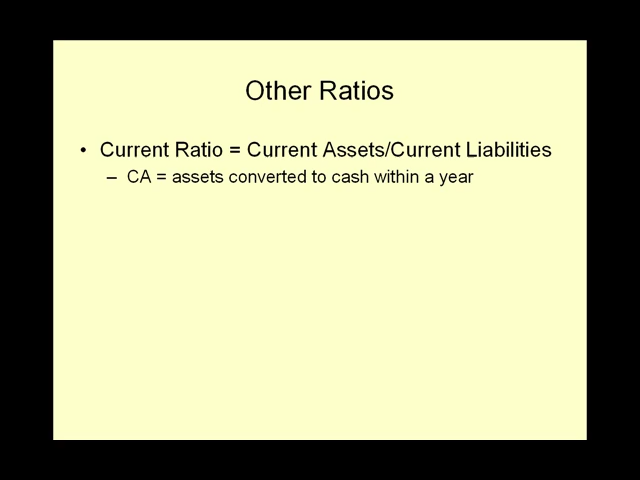 Other Ratios
• Current Ratio = Current Assets/Current Liabilities
– CA = assets converted to cash within a year